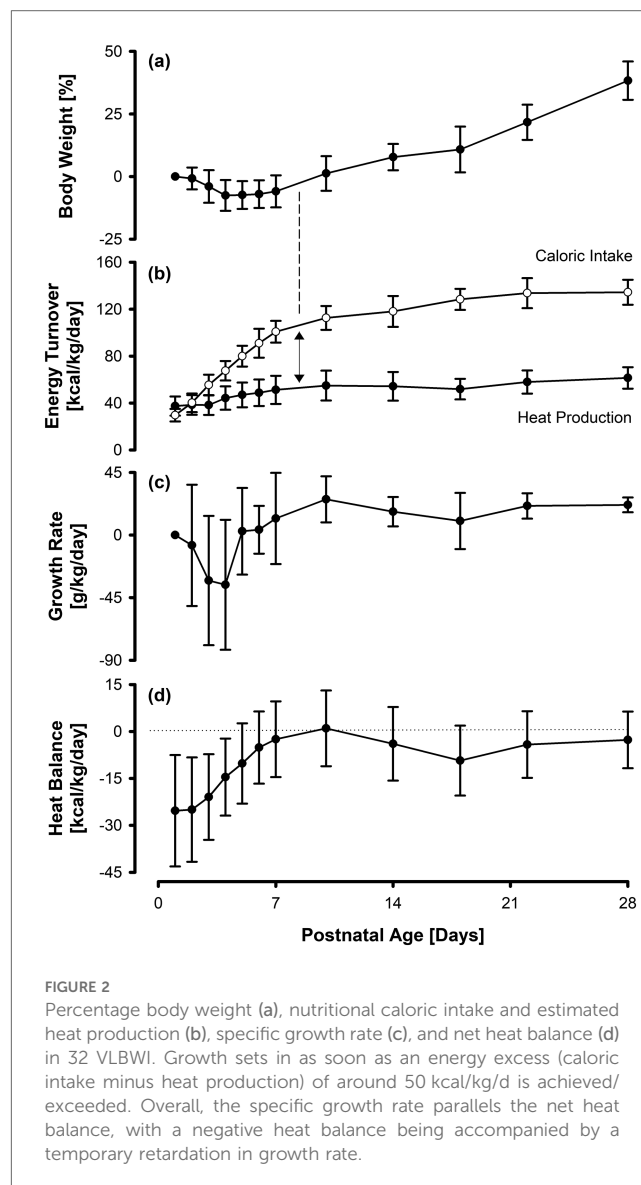 (a)
Body Weight [%]
50
25
0
-25
(b)
Caloric Intake
Energy Turnover
[kcal/kg/day]
160
120
80
40
0
Heat Production
(c)
Growth Rate
[g/kg/day]
45
0
-45
-90
(d)
Heat Balance
[kcal/kg/day]
15
0
-15
-30
-45
0 7 14 21 28
Postnatal Age [Days]
FIGURE 2
Percentage body weight (a), nutritional caloric intake and estimated
heat production (b), specific growth rate (c), and net heat balance (d)
in 32 VLBWI. Growth sets in as soon as an energy excess (caloric
intake minus heat production) of around 50 kcal/kg/d is achieved/
exceeded. Overall, the specific growth rate parallels the net heat
balance, with a negative heat balance being accompanied by a
temporary retardation in growth rate.